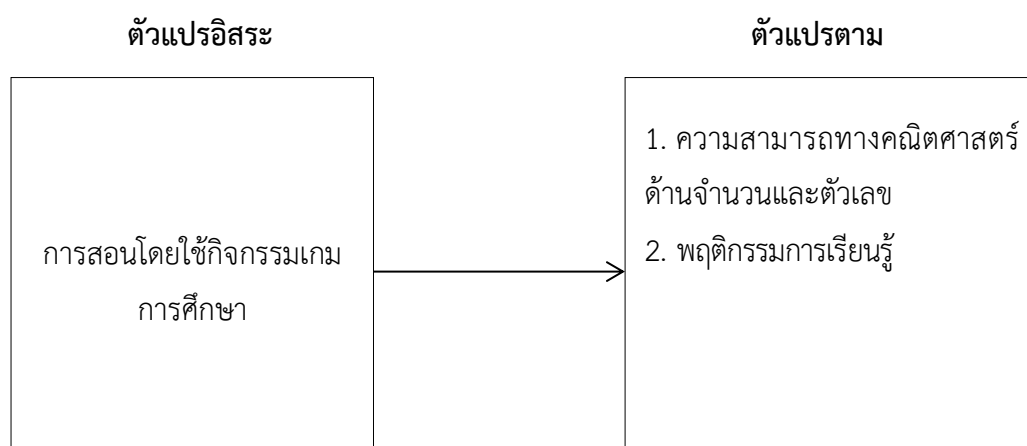 ตัวแปรอิสระ
ตัวแปรตาม
การสอนโดยใช้กิจกรรมเกม
การศึกษา
1. ความสามารถทางคณิตศาสตร์
ด้านจำนวนและตัวเลข
2. พฤติกรรมการเรียนรู้